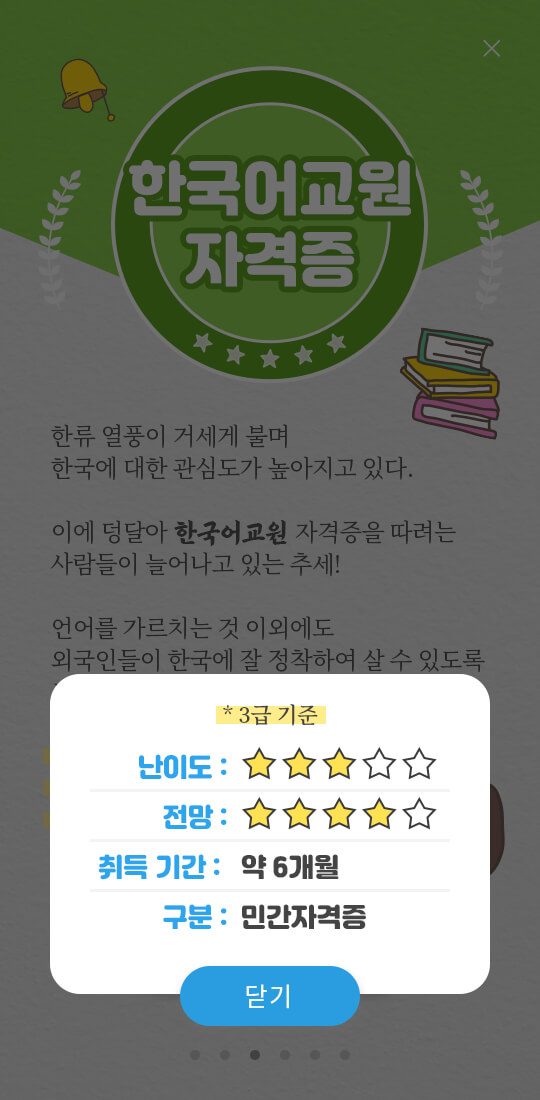 한국어교원
자격증
한류 열풍이 거세게 불며
한국에 대한 관심도가 높아지고 있다.
이에 덩달아 한국어교원 자격증을 따려는
사람들이 늘어나고 있는 추세!
언어를 가르치는 것 이외에도
외국인들이 한국에 잘 정착하여 살 수 있도록
* 3급 기준
난이도 :
전망 :
취득 기간 : 약 6개월
구분 : 민간자격증
닫기